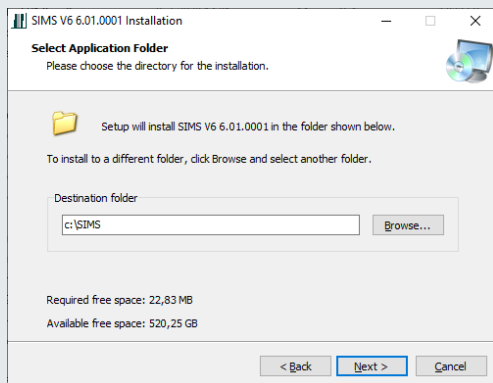 SIMS V6 6.01.0001 Installation
Select Application Folder
Please choose the directory for the installation.
Setup will install SIMS V6 6.01.0001 in the folder shown below.
To install to a different folder, click Browse and select another folder.
Destination folder
c:\SIMS
Browse...
Required free space: 22,83 MB
Available free space: 520,25 GB
< Back
Next >
Cancel